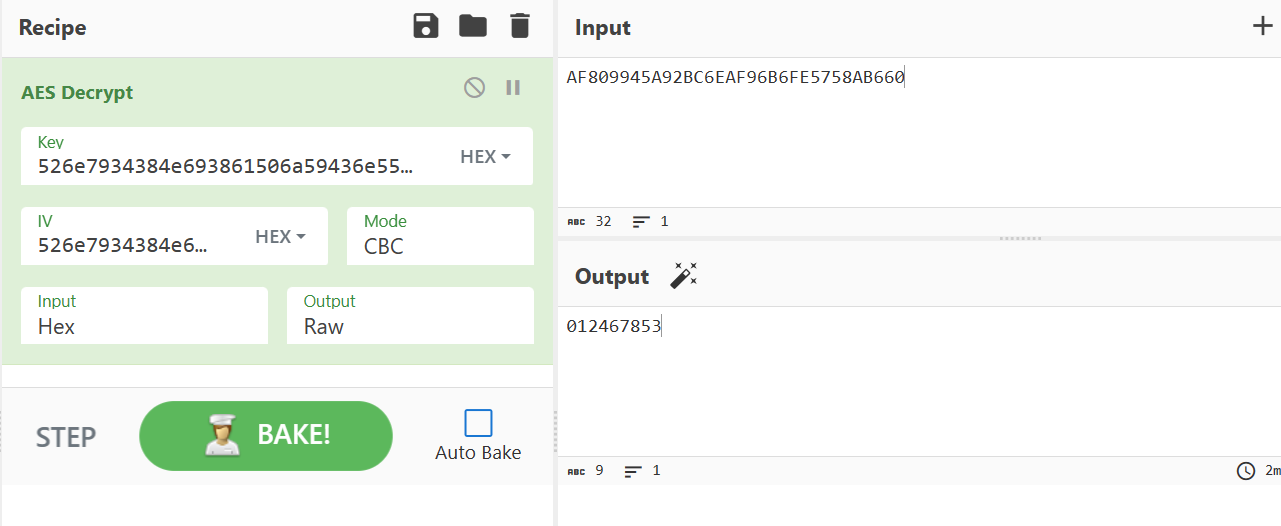 Recipe
AES Decrypt
Key
526e7934384e693861506a59436e55…
HEX
IV
526e7934384e6…
HEX
Mode
CBC
Input
Hex
Output
Raw
STEP
BAKE!
Auto Bake
Input
AF809945A92BC6EAF96B6FE5758AB660
ABC 32 1
Output
012467853
ABC 9 1
2m